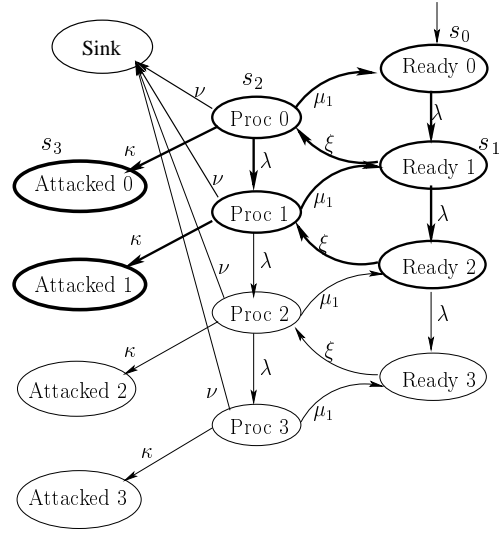 s₀
Sink
Ready 0
s₂
ν
μ₁
Proc 0
λ
s₃
κ
ξ
s₁
λ
Attacked 0
ν
Ready 1
Proc 1
μ₁
λ
κ
ξ
Attacked 1
ν
λ
Ready 2
Proc 2
μ₁
λ
κ
ξ
λ
Attacked 2
ν
Ready 3
Proc 3
μ₁
κ
Attacked 3